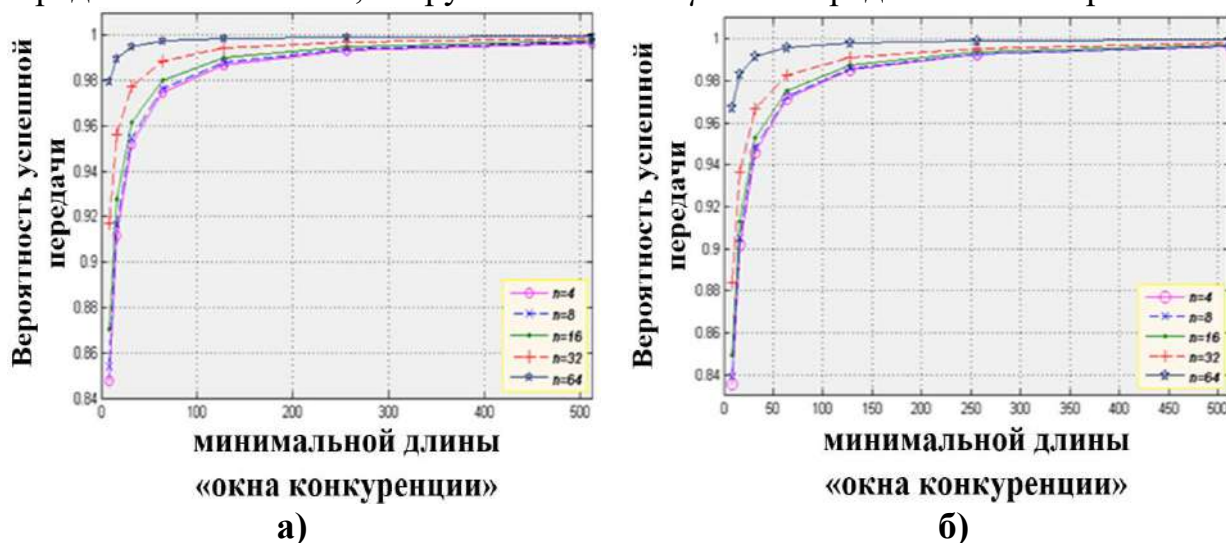 Вероятность успешной
передачи
1
0.98
0.96
0.94
0.92
0.9
0.88
0.86
0.84
0
100
200
300
400
500
n=4
n=8
n=16
n=32
n=64
минимальной длины
«окна конкуренции»
а)
Вероятность успешной
передачи
1
0.98
0.96
0.94
0.92
0.9
0.88
0.86
0.84
0
50
100
150
200
250
300
350
400
450
500
n=4
n=8
n=16
n=32
n=64
минимальной длины
«окна конкуренции»
б)